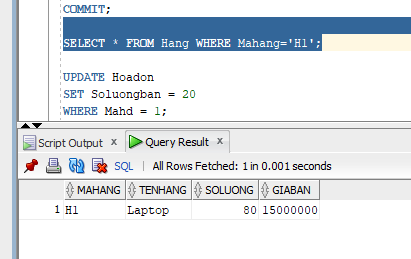 COMMIT;
SELECT * FROM Hang WHERE Mahang='H1';
UPDATE Hoadon
SET Soluongban = 20
WHERE Mahd = 1;
Script Output x Query Result x
SQL | All Rows Fetched: 1 in 0.001 seconds
MAHANG TENHANG SOLUONG GIABAN
1 H1 Laptop 80 15000000